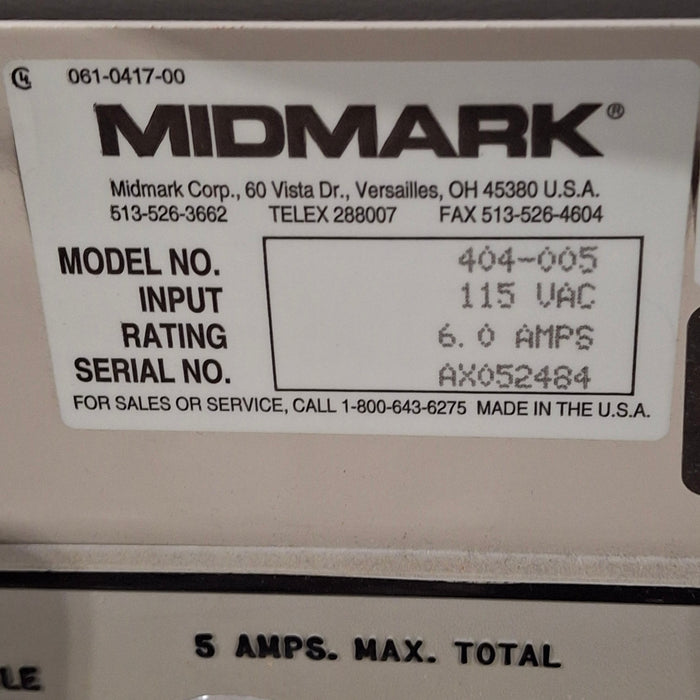 061-0417-00
MIDMARK®
Midmark Corp., 60 Vista Dr., Versailles, OH 45380 U.S.A.
513-526-3662 TELEX 288007 FAX 513-526-4604
MODEL NO. 404-005
INPUT 115 VAC
RATING 6.0 AMPS
SERIAL NO. AX052484
FOR SALES OR SERVICE, CALL 1-800-643-6275 MADE IN THE U.S.A.
5 AMPS. MAX. TOTAL
LE